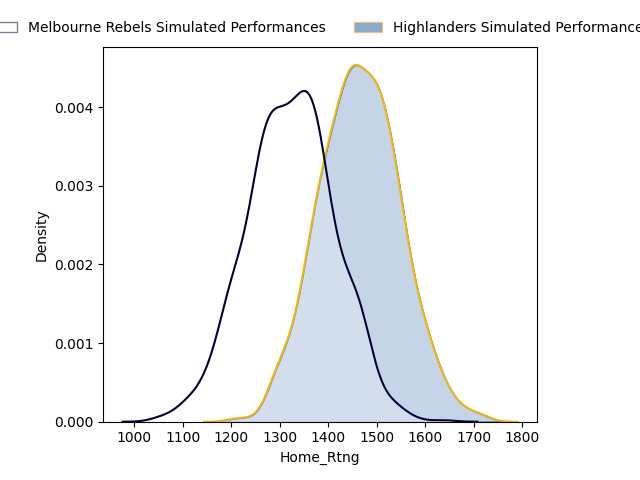 Melbourne Rebels Simulated Performances Highlanders Simulated Performance
0.004
0.003
0.002
0.001
0.000
Density
1000 1100 1200 1300 1400 1500 1600 1700 1800
Home_Rtng